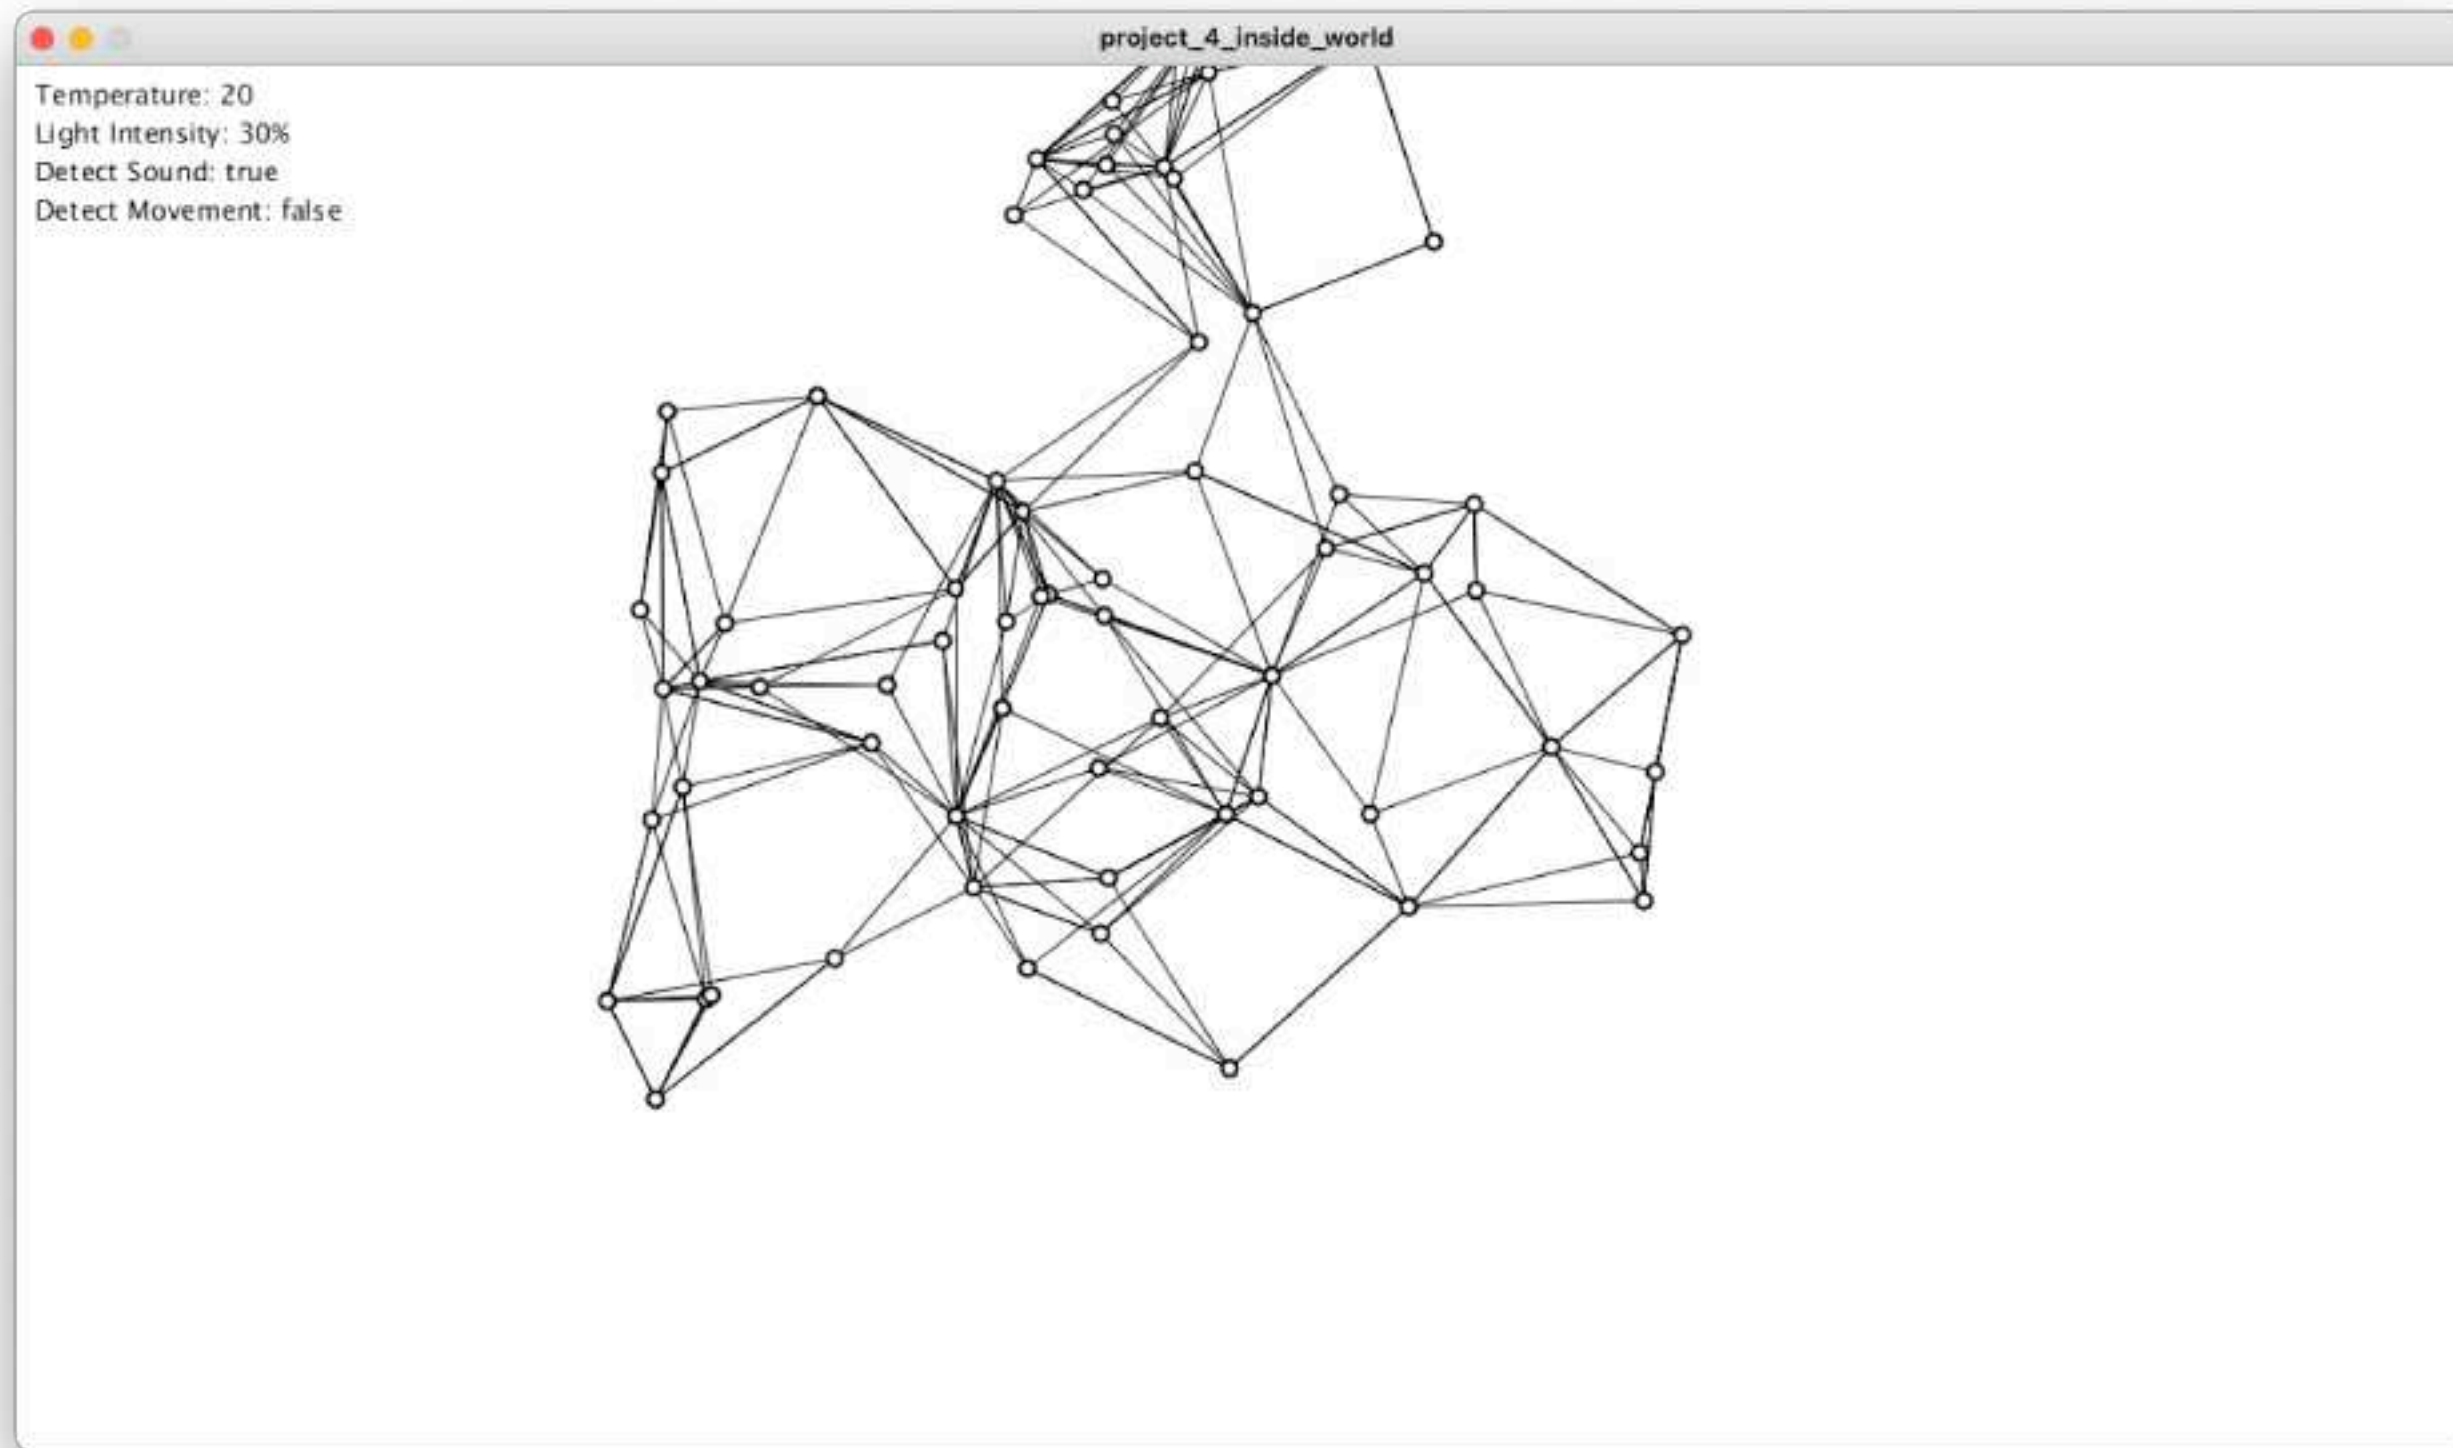 project_4_inside_world
Temperature: 20
Light Intensity: 30%
Detect Sound: true
Detect Movement: false